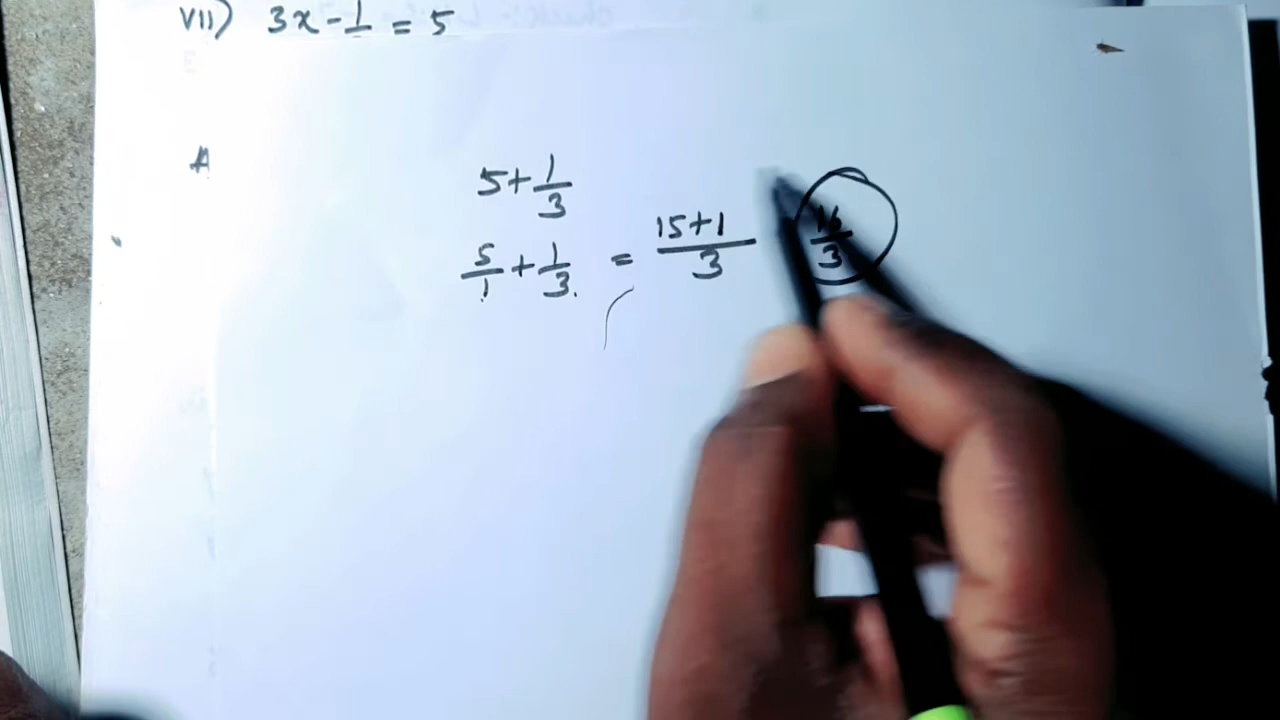 VII) 3x - 1 = 5
A
5 + 1/3
5/1 + 1/3 = 15+1/3 16/3